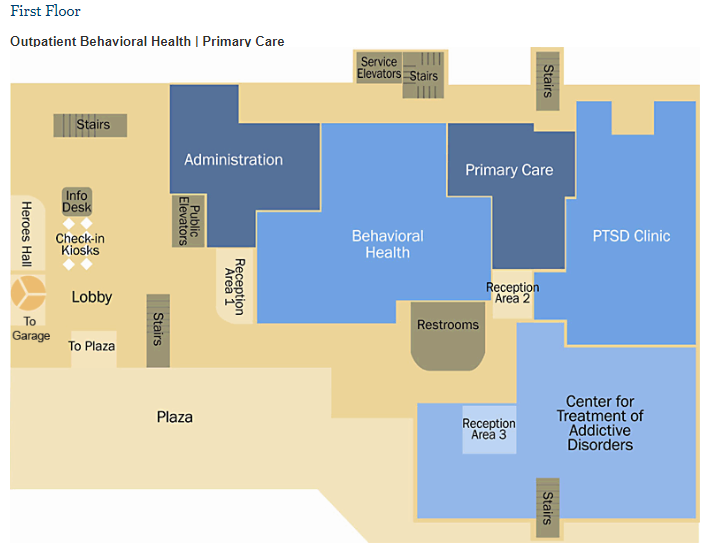 First Floor
Outpatient Behavioral Health | Primary Care
Service
Elevators
Stairs
Stairs
Stairs
Administration
Primary Care
Info
Desk
Public
Elevators
Heroes Hall
Check-in
Kiosks
Behavioral
Health
PTSD Clinic
Reception
Area 1
Lobby
Reception
Area 2
To
Garage
Stairs
Restrooms
To Plaza
Plaza
Reception
Area 3
Center for
Treatment of
Addictive
Disorders
Stairs